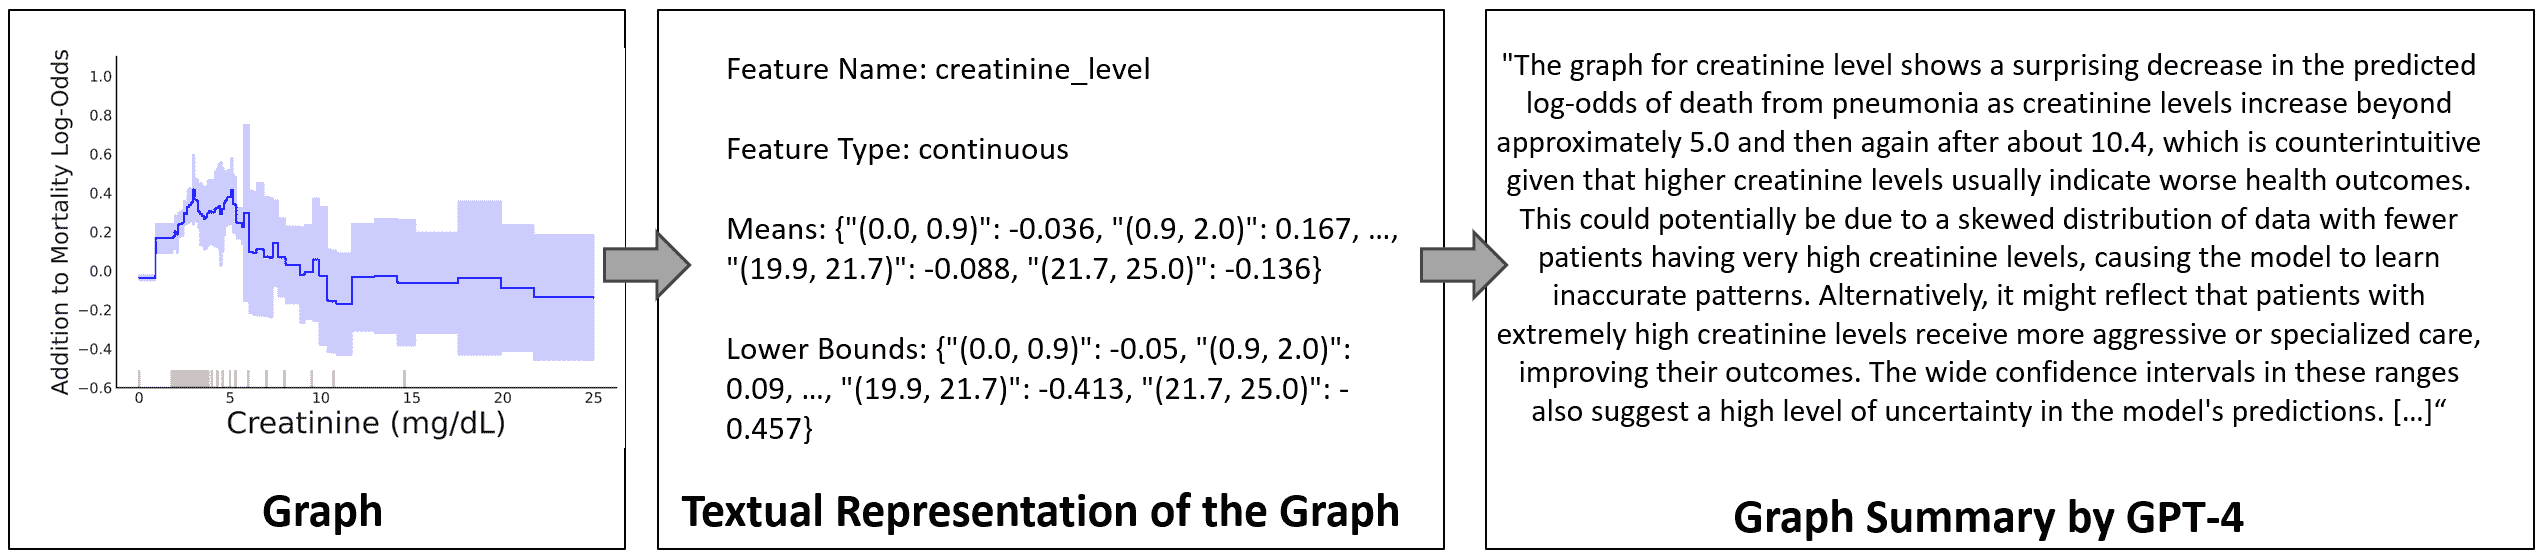 Addition to Mortality Log-Odds
1.0
0.8
0.6
0.4
0.2
0.0
−0.2
−0.4
−0.6
0 5 10 15 20 25
Creatinine (mg/dL)
Graph
Feature Name: creatinine_level
Feature Type: continuous
Means: {"(0.0, 0.9)": -0.036, "(0.9, 2.0)": 0.167, …,
"(19.9, 21.7)": -0.088, "(21.7, 25.0)": -0.136}
Lower Bounds: {"(0.0, 0.9)": -0.05, "(0.9, 2.0)":
0.09, …, "(19.9, 21.7)": -0.413, "(21.7, 25.0)": -
0.457}
Textual Representation of the Graph
"The graph for creatinine level shows a surprising decrease in the predicted
log-odds of death from pneumonia as creatinine levels increase beyond
approximately 5.0 and then again after about 10.4, which is counterintuitive
given that higher creatinine levels usually indicate worse health outcomes.
This could potentially be due to a skewed distribution of data with fewer
patients having very high creatinine levels, causing the model to learn
inaccurate patterns. Alternatively, it might reflect that patients with
extremely high creatinine levels receive more aggressive or specialized care,
improving their outcomes. The wide confidence intervals in these ranges
also suggest a high level of uncertainty in the model's predictions. […]“
Graph Summary by GPT-4